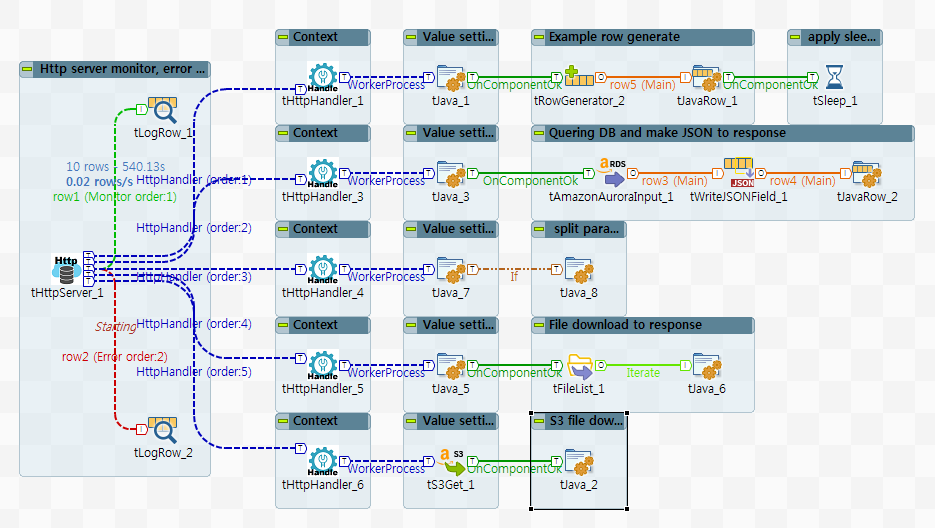 Http server monitor, error ...
tLogRow_1
10 rows 540.13s
0.02 rows/s
row1 (Monitor order:1)
HttpHandler (order:1)
HttpHandler (order:2)
Http
tHttpServer_1
HttpHandler (order:3)
Starting
HttpHandler (order:4)
row2 (Error order:2)
HttpHandler (order:5)
tLogRow_2
Context
Handle
tHttpHandler_1
WorkerProcess
Value setti...
tJava_1
OnComponentOk
Example row generate
tRowGenerator_2
row5 (Main)
tJavaRow_1
OnComponentOk
apply slee...
tSleep_1
Context
Handle
tHttpHandler_3
WorkerProcess
Value setti...
tJava_3
OnComponentOk
Quering DB and make JSON to response
a RDS
tAmazonAuroraInput_1
row3 (Main)
JSON
tWriteJSONField_1
row4 (Main)
tJavaRow_2
Context
Handle
tHttpHandler_4
WorkerProcess
Value setti...
tJava_7
If
split para...
tJava_8
Context
Handle
tHttpHandler_5
WorkerProcess
Value setti...
tJava_5
OnComponentOk
File download to response
tFileList_1
Iterate
tJava_6
Context
Handle
tHttpHandler_6
WorkerProcess
Value setti...
a S3
tS3Get_1
OnComponentOk
S3 file dow...
tJava_2